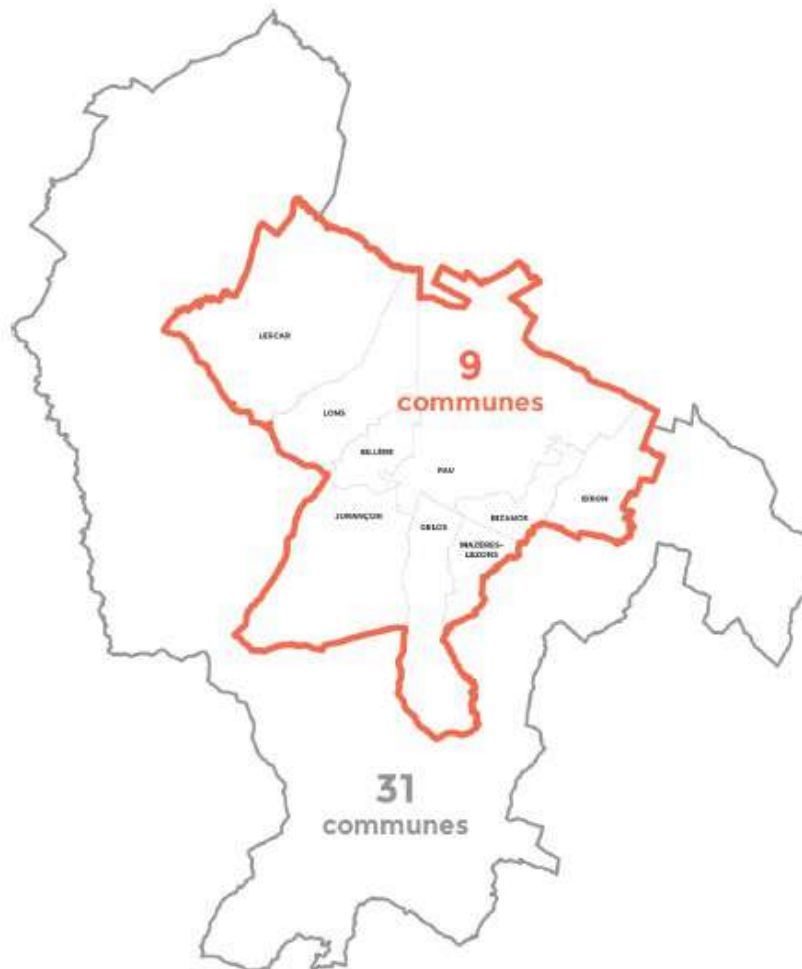 LESCAR
9
communes
LONS
BILLÈRE
PAU
IDRON
JURANÇON
BIZANOS
GELOS
MAZÈRES-
LEZONS
31
communes